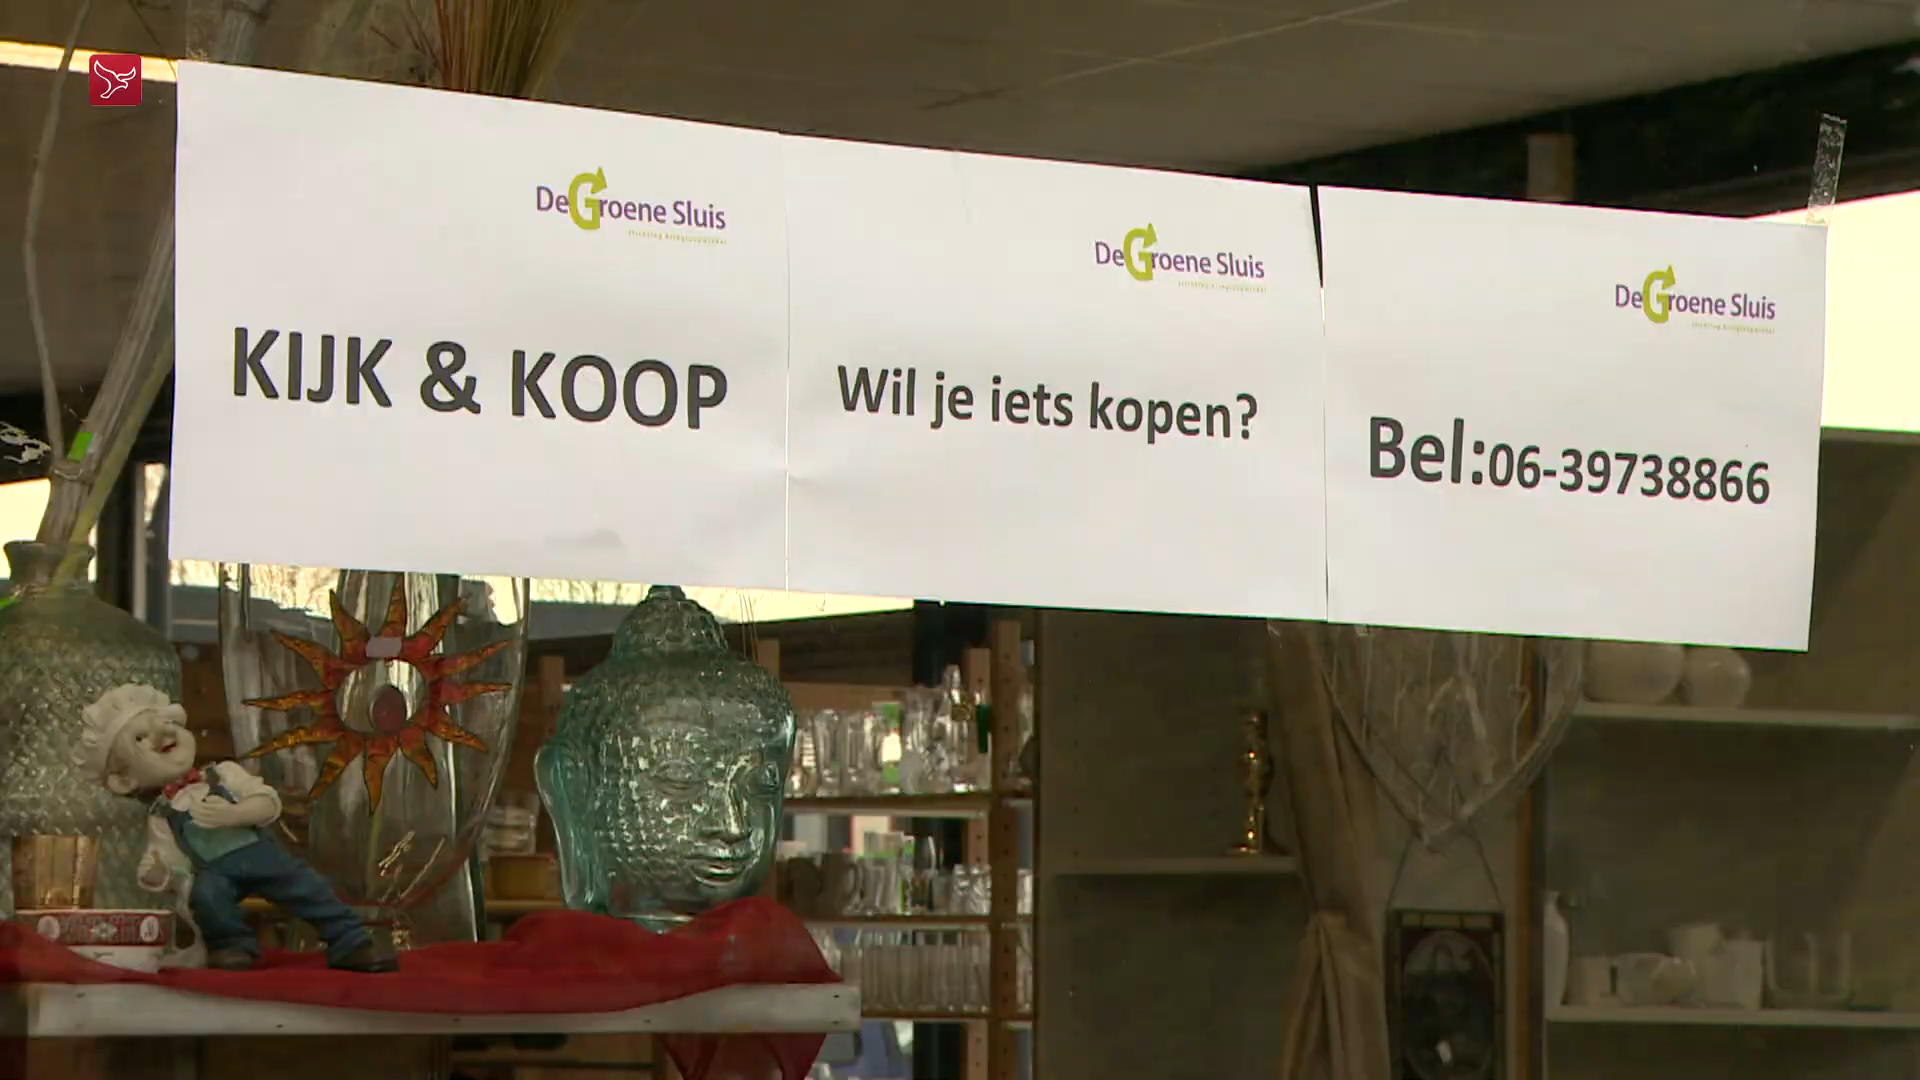 De Groene Sluis
KIJK & KOOP
De Groene Sluis
Wil je iets kopen?
De Groene Sluis
Bel:06-39738866